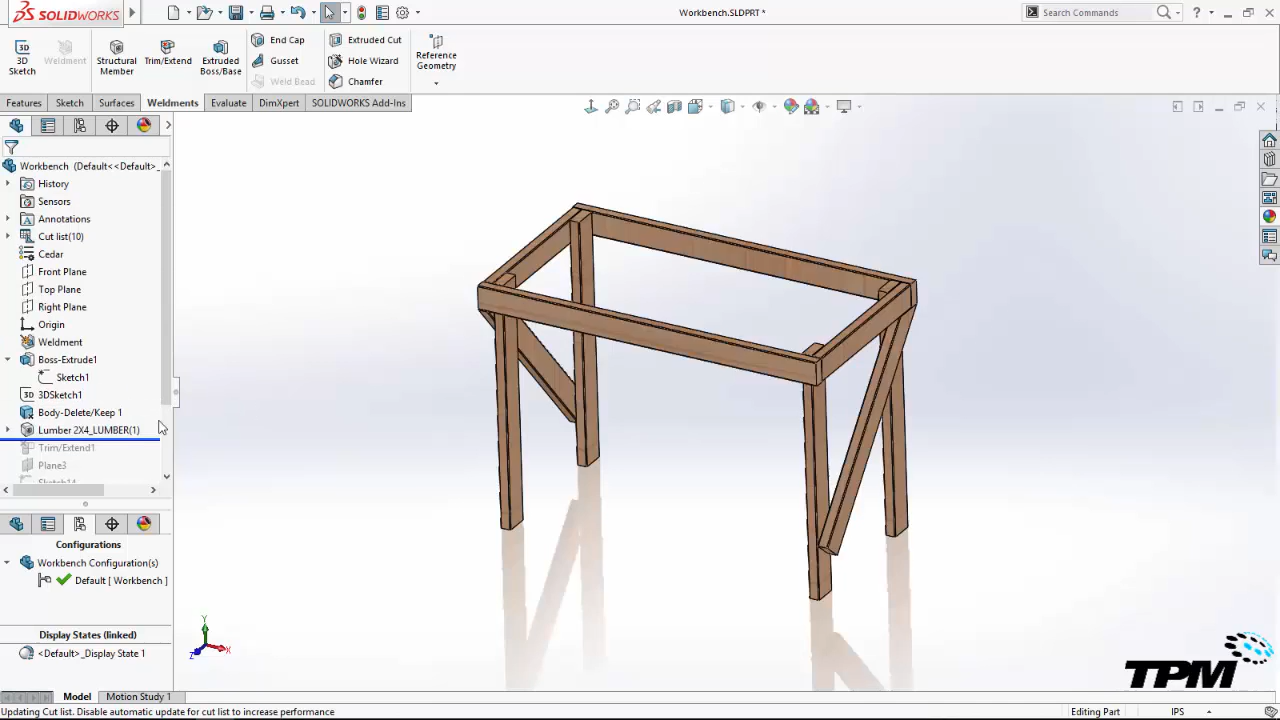 SOLIDWORKS
Workbench.SLDPRT *
Search Commands
?
3D
Sketch
Weldment
Structural
Member
Trim/Extend
Extruded
Boss/Base
End Cap
Gusset
Weld Bead
Extruded Cut
Hole Wizard
Chamfer
Reference
Geometry
Features
Sketch
Surfaces
Weldments
Evaluate
DimXpert
SOLIDWORKS Add-Ins
Workbench (Default<<Default>_
History
Sensors
Annotations
Cut list(10)
Cedar
Front Plane
Top Plane
Right Plane
Origin
Weldment
Boss-Extrude1
Sketch1
3D 3DSketch1
Body-Delete/Keep 1
Lumber 2X4_LUMBER(1)
Trim/Extend1
Plane3
Sketch14
Configurations
Workbench Configuration(s)
Default [ Workbench ]
Display States (linked)
<Default>_Display State 1
Y
X
Z
TPM
Model
Motion Study 1
Updating Cut list. Disable automatic update for cut list to increase performance
Editing Part
IPS